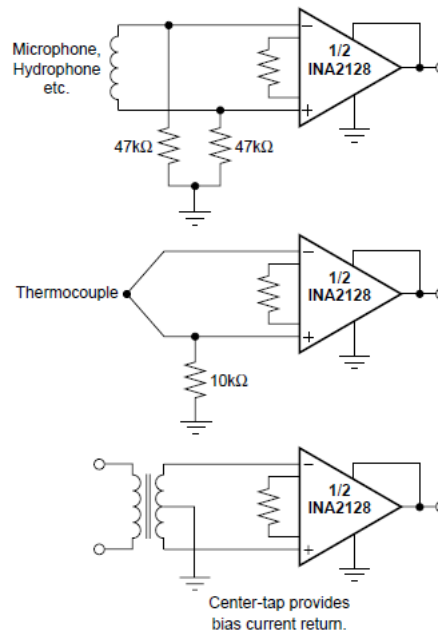 Microphone,
Hydrophone
etc.
−
1/2
INA2128
+
47kΩ
47kΩ
Thermocouple
−
1/2
INA2128
+
10kΩ
−
1/2
INA2128
+
Center-tap provides
bias current return.